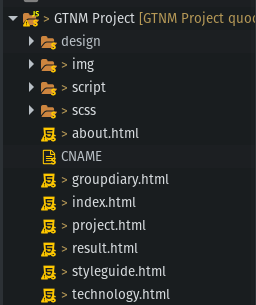 > GTNM Project [GTNM Project quo
design
> img
> script
> scss
> about.html
CNAME
> groupdiary.html
> index.html
> project.html
> result.html
> styleguide.html
> technology.html